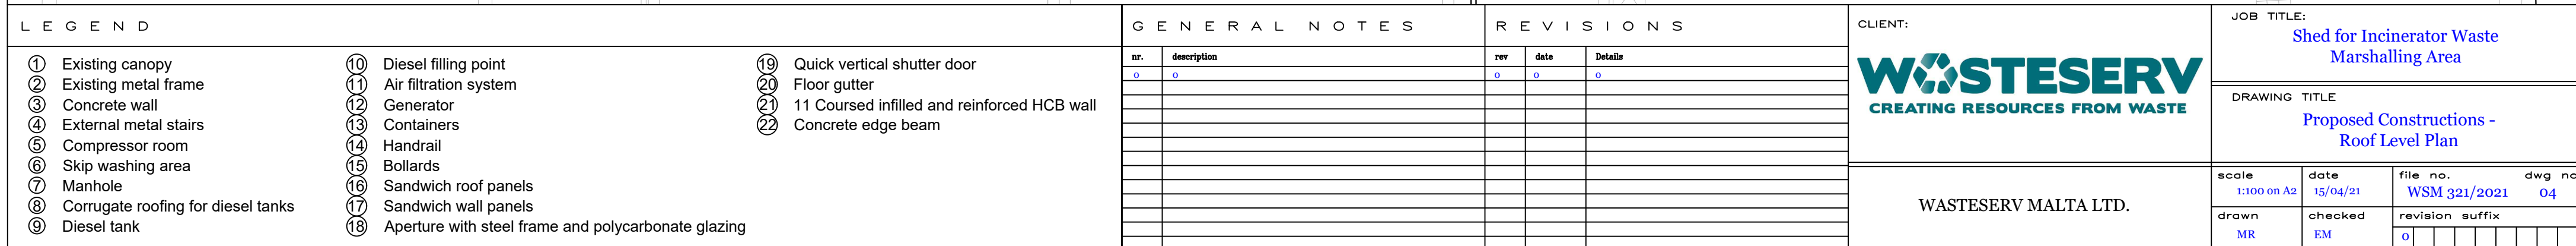 LEGEND
1 Existing canopy
2 Existing metal frame
3 Concrete wall
4 External metal stairs
5 Compressor room
6 Skip washing area
7 Manhole
8 Corrugate roofing for diesel tanks
9 Diesel tank
10 Diesel filling point
11 Air filtration system
12 Generator
13 Containers
14 Handrail
15 Bollards
16 Sandwich roof panels
17 Sandwich wall panels
18 Aperture with steel frame and polycarbonate glazing
19 Quick vertical shutter door
20 Floor gutter
21 11 Coursed infilled and reinforced HCB wall
22 Concrete edge beam
GENERAL NOTES
nr. description
0 0
REVISIONS
rev date Details
0 0 0
CLIENT:
WASTESERV
CREATING RESOURCES FROM WASTE
WASTESERV MALTA LTD.
JOB TITLE:
Shed for Incinerator Waste
Marshalling Area
DRAWING TITLE
Proposed Constructions -
Roof Level Plan
scale date file no. dwg no
1:100 on A2 15/04/21 WSM 321/2021 04
drawn checked revision suffix
MR EM 0